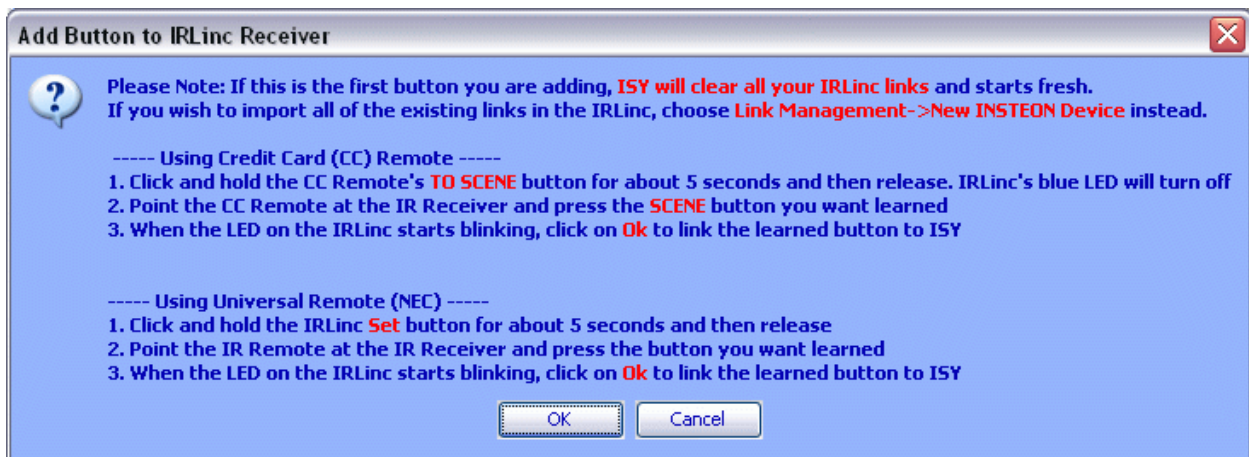 Add Button to IRLinc Receiver
Please Note: If this is the first button you are adding, ISY will clear all your IRLinc links and starts fresh.
If you wish to import all of the existing links in the IRLinc, choose Link Management->New INSTEON Device instead.
----- Using Credit Card (CC) Remote -----
1. Click and hold the CC Remote's TO SCENE button for about 5 seconds and then release. IRLinc's blue LED will turn off
2. Point the CC Remote at the IR Receiver and press the SCENE button you want learned
3. When the LED on the IRLinc starts blinking, click on Ok to link the learned button to ISY
----- Using Universal Remote (NEC) -----
1. Click and hold the IRLinc Set button for about 5 seconds and then release
2. Point the IR Remote at the IR Receiver and press the button you want learned
3. When the LED on the IRLinc starts blinking, click on Ok to link the learned button to ISY
OK Cancel